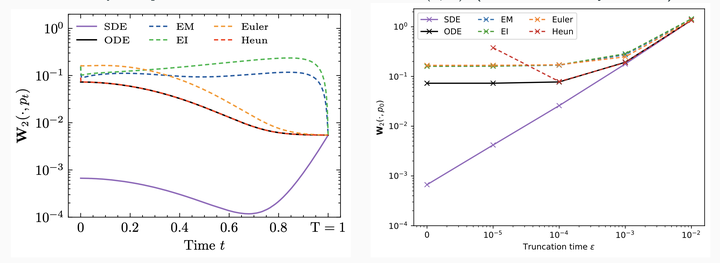 SDE EM Euler
ODE EI Heun
10⁰
10⁻¹
10⁻²
10⁻³
10⁻⁴
W₂(·, pₜ)
0 0.2 0.4 0.6 0.8 T = 1
Time t
SDE EM Euler
ODE EI Heun
10⁰
10⁻¹
10⁻²
10⁻³
10⁻⁴
W₂(·, p₀)
0 10⁻⁵ 10⁻⁴ 10⁻³ 10⁻²
Truncation time ε